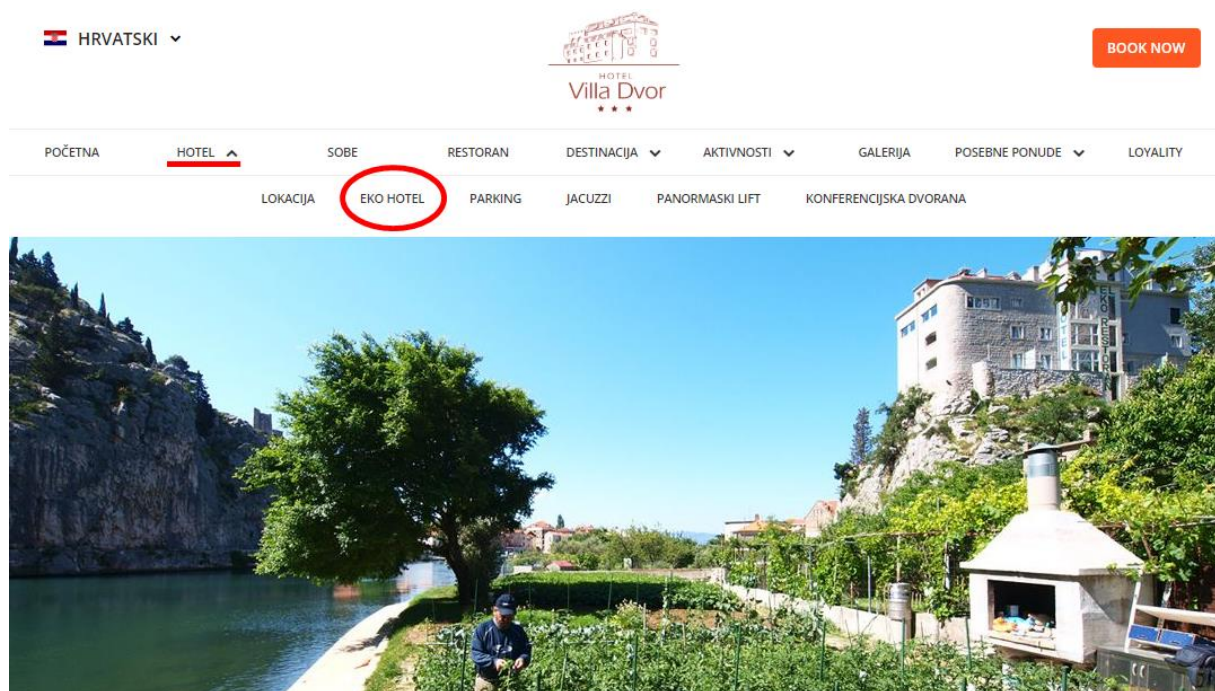 HRVATSKI
HOTEL
Villa Dvor
BOOK NOW
POČETNA HOTEL SOBE RESTORAN DESTINACIJA AKTIVNOSTI GALERIJA POSEBNE PONUDE LOYALITY
LOKACIJA EKO HOTEL PARKING JACUZZI PANORMASKI LIFT KONFERENCIJSKA DVORANA
HOTEL